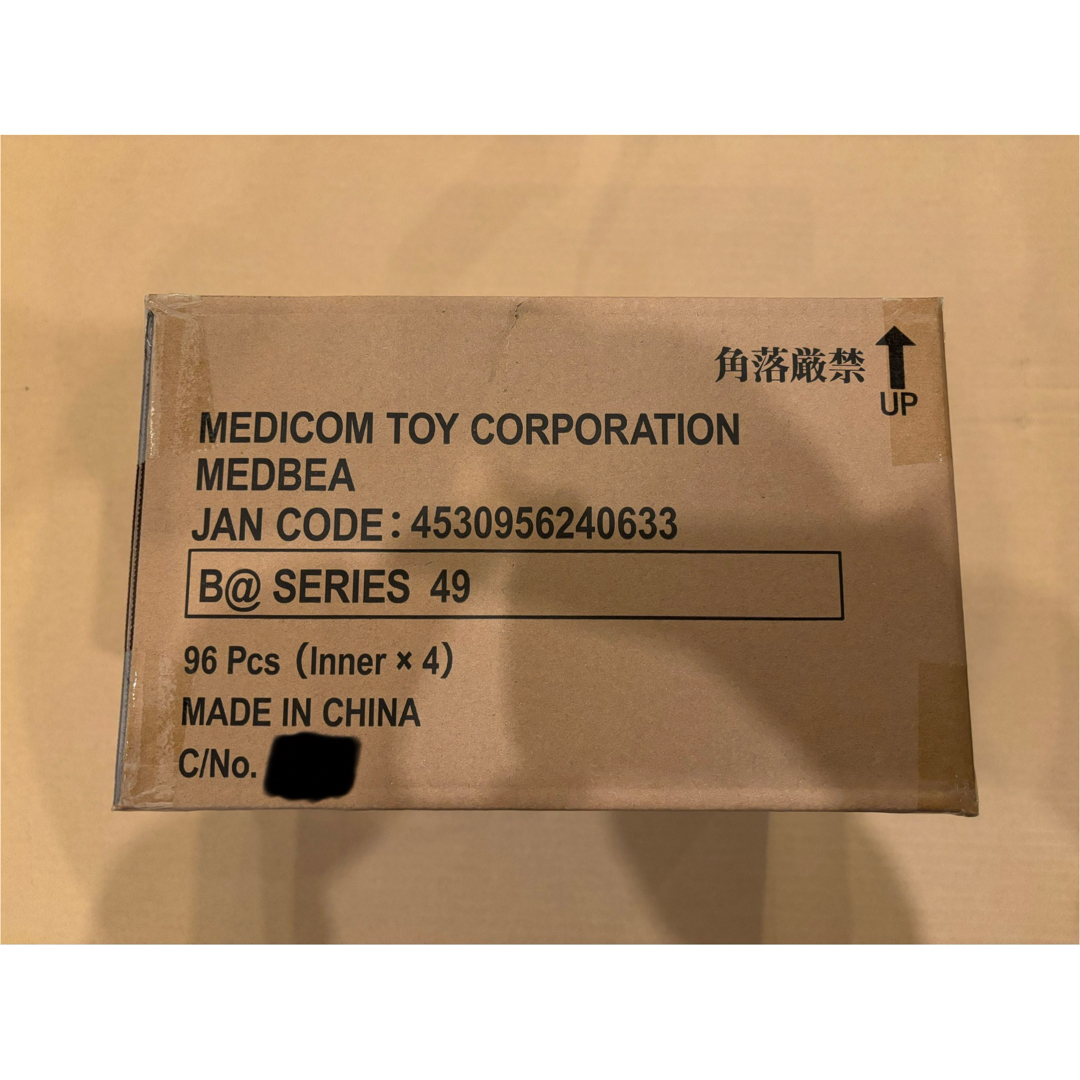 角落厳禁
UP
MEDICOM TOY CORPORATION
MEDBEA
JAN CODE：4530956240633
B@ SERIES 49
96 Pcs（Inner × 4）
MADE IN CHINA
C/No.